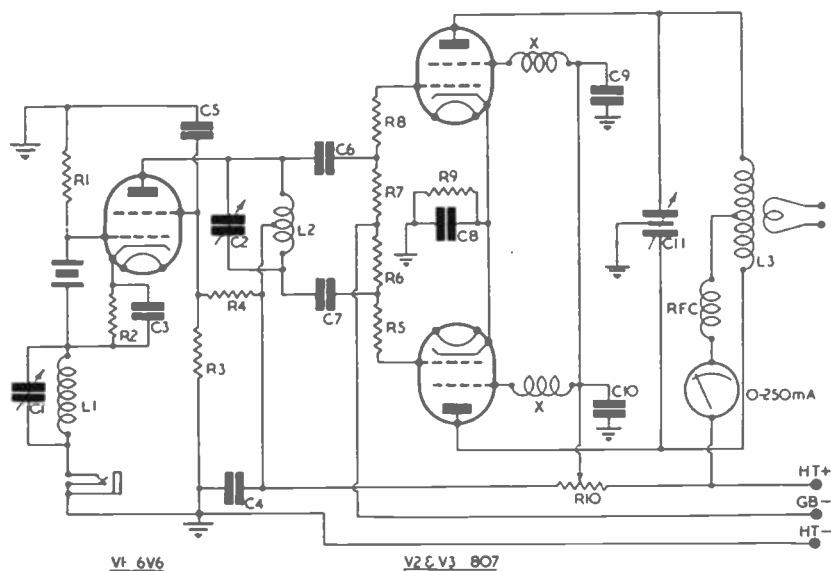 X
C9
C5
R8
R1
C6
R7
R9
C2
L2
C8
C11
L3
R6
C7
R4
R5
RFC
R2
C3
R3
C1
L1
X
C10
0-250mA
C4
R10
HT+
GB-
HT-
V1 6V6
V2 & V3 807